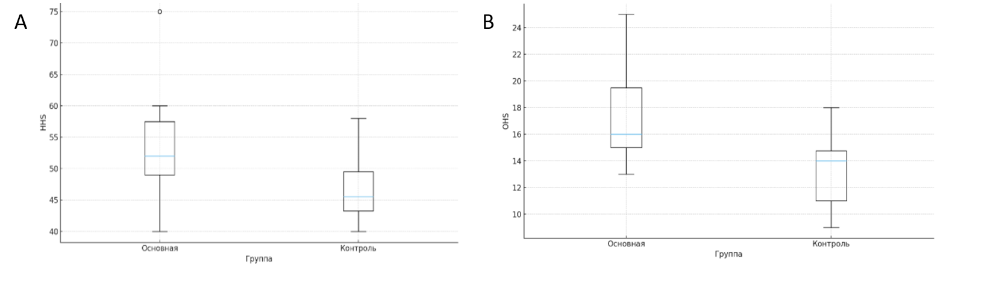 A
75
70
65
60
55
50
45
40
HHS
Основная
Контроль
Группа
B
24
22
20
18
16
14
12
10
OHS
Основная
Контроль
Группа